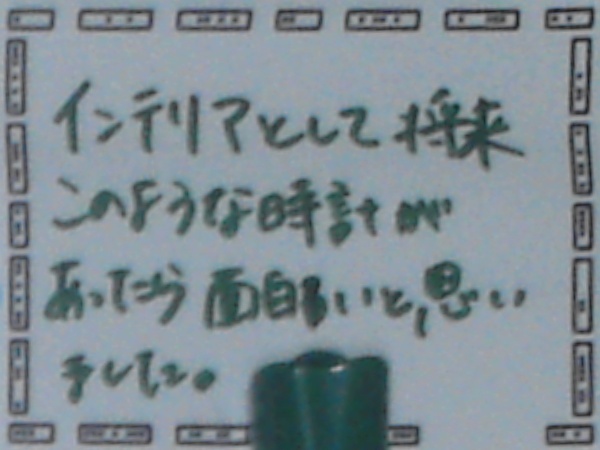 インテリアとして将来
このような時計が
あったら面白いと思い
ました。